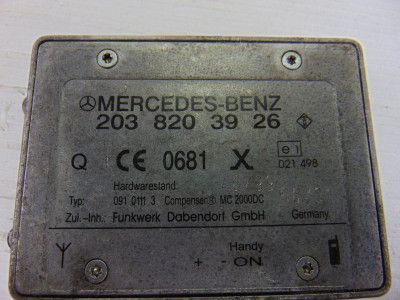 MERCEDES-BENZ
203 820 39 26
Q CE 0681 X e1
021 498
Hardwarestand:
Typ: 091 0111 3 Compenser® MC 2000DC
Zul.-Inh.: Funkwerk Dabendorf GmbH Germany
Handy
+ - ON